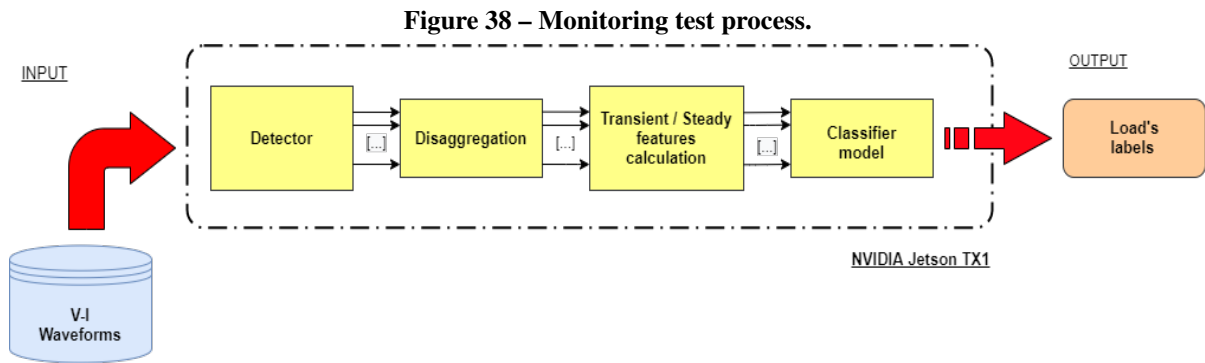 Figure 38 – Monitoring test process.
INPUT
OUTPUT
Detector
[...]
Disaggregation
[...]
Transient / Steady
features
calculation
[...]
Classifier
model
Load's
labels
NVIDIA Jetson TX1
V-I
Waveforms